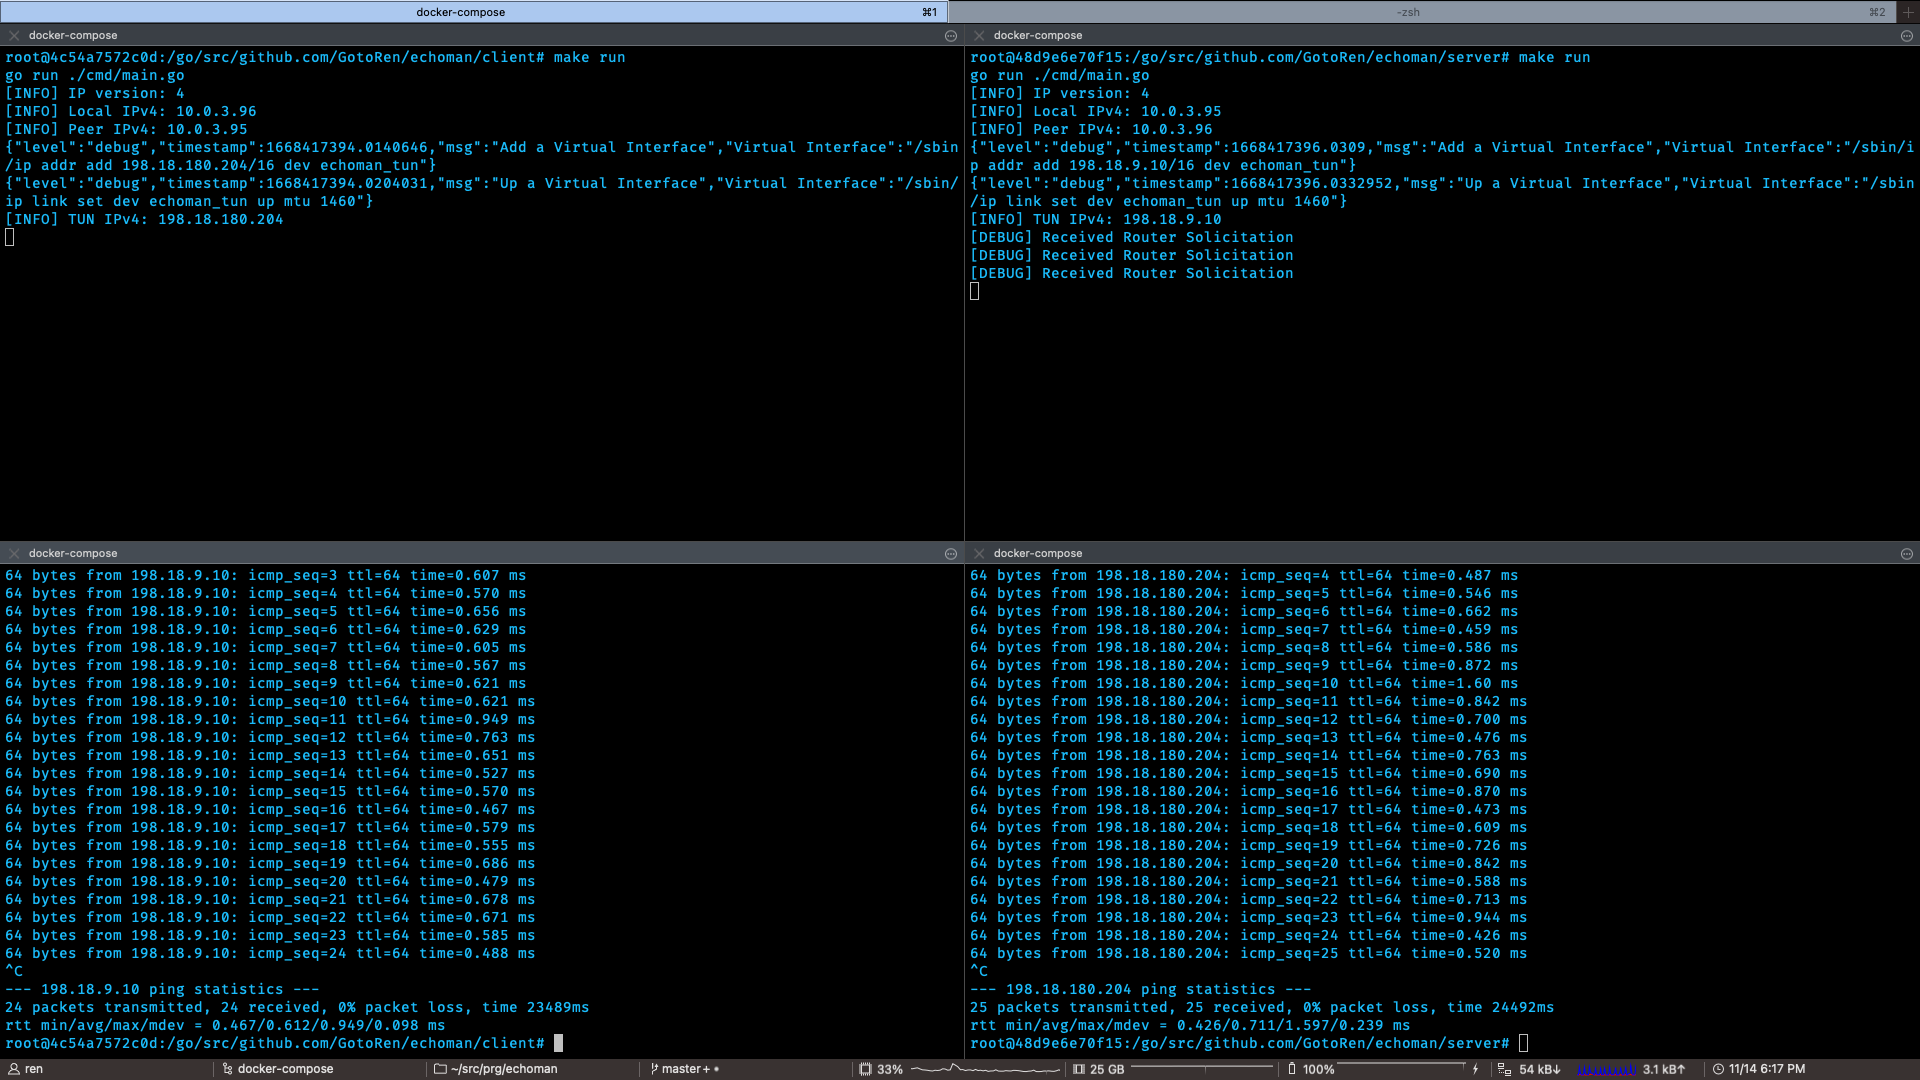 docker-compose ⌘1 -zsh ⌘2
docker-compose
root@4c54a7572c0d:/go/src/github.com/GotoRen/echoman/client# make run
go run ./cmd/main.go
[INFO] IP version: 4
[INFO] Local IPv4: 10.0.3.96
[INFO] Peer IPv4: 10.0.3.95
{"level":"debug","timestamp":1668417394.0140646,"msg":"Add a Virtual Interface","Virtual Interface":"/sbin
/ip addr add 198.18.180.204/16 dev echoman_tun"}
{"level":"debug","timestamp":1668417394.0204031,"msg":"Up a Virtual Interface","Virtual Interface":"/sbin/
ip link set dev echoman_tun up mtu 1460"}
[INFO] TUN IPv4: 198.18.180.204
docker-compose
root@48d9e6e70f15:/go/src/github.com/GotoRen/echoman/server# make run
go run ./cmd/main.go
[INFO] IP version: 4
[INFO] Local IPv4: 10.0.3.95
[INFO] Peer IPv4: 10.0.3.96
{"level":"debug","timestamp":1668417396.0309,"msg":"Add a Virtual Interface","Virtual Interface":"/sbin/i
p addr add 198.18.9.10/16 dev echoman_tun"}
{"level":"debug","timestamp":1668417396.0332952,"msg":"Up a Virtual Interface","Virtual Interface":"/sbin
/ip link set dev echoman_tun up mtu 1460"}
[INFO] TUN IPv4: 198.18.9.10
[DEBUG] Received Router Solicitation
[DEBUG] Received Router Solicitation
[DEBUG] Received Router Solicitation
docker-compose
64 bytes from 198.18.9.10: icmp_seq=3 ttl=64 time=0.607 ms
64 bytes from 198.18.9.10: icmp_seq=4 ttl=64 time=0.570 ms
64 bytes from 198.18.9.10: icmp_seq=5 ttl=64 time=0.656 ms
64 bytes from 198.18.9.10: icmp_seq=6 ttl=64 time=0.629 ms
64 bytes from 198.18.9.10: icmp_seq=7 ttl=64 time=0.605 ms
64 bytes from 198.18.9.10: icmp_seq=8 ttl=64 time=0.567 ms
64 bytes from 198.18.9.10: icmp_seq=9 ttl=64 time=0.621 ms
64 bytes from 198.18.9.10: icmp_seq=10 ttl=64 time=0.621 ms
64 bytes from 198.18.9.10: icmp_seq=11 ttl=64 time=0.949 ms
64 bytes from 198.18.9.10: icmp_seq=12 ttl=64 time=0.763 ms
64 bytes from 198.18.9.10: icmp_seq=13 ttl=64 time=0.651 ms
64 bytes from 198.18.9.10: icmp_seq=14 ttl=64 time=0.527 ms
64 bytes from 198.18.9.10: icmp_seq=15 ttl=64 time=0.570 ms
64 bytes from 198.18.9.10: icmp_seq=16 ttl=64 time=0.467 ms
64 bytes from 198.18.9.10: icmp_seq=17 ttl=64 time=0.579 ms
64 bytes from 198.18.9.10: icmp_seq=18 ttl=64 time=0.555 ms
64 bytes from 198.18.9.10: icmp_seq=19 ttl=64 time=0.686 ms
64 bytes from 198.18.9.10: icmp_seq=20 ttl=64 time=0.479 ms
64 bytes from 198.18.9.10: icmp_seq=21 ttl=64 time=0.678 ms
64 bytes from 198.18.9.10: icmp_seq=22 ttl=64 time=0.671 ms
64 bytes from 198.18.9.10: icmp_seq=23 ttl=64 time=0.585 ms
64 bytes from 198.18.9.10: icmp_seq=24 ttl=64 time=0.488 ms
^C
--- 198.18.9.10 ping statistics ---
24 packets transmitted, 24 received, 0% packet loss, time 23489ms
rtt min/avg/max/mdev = 0.467/0.612/0.949/0.098 ms
root@4c54a7572c0d:/go/src/github.com/GotoRen/echoman/client#
docker-compose
64 bytes from 198.18.180.204: icmp_seq=4 ttl=64 time=0.487 ms
64 bytes from 198.18.180.204: icmp_seq=5 ttl=64 time=0.546 ms
64 bytes from 198.18.180.204: icmp_seq=6 ttl=64 time=0.662 ms
64 bytes from 198.18.180.204: icmp_seq=7 ttl=64 time=0.459 ms
64 bytes from 198.18.180.204: icmp_seq=8 ttl=64 time=0.586 ms
64 bytes from 198.18.180.204: icmp_seq=9 ttl=64 time=0.872 ms
64 bytes from 198.18.180.204: icmp_seq=10 ttl=64 time=1.60 ms
64 bytes from 198.18.180.204: icmp_seq=11 ttl=64 time=0.842 ms
64 bytes from 198.18.180.204: icmp_seq=12 ttl=64 time=0.700 ms
64 bytes from 198.18.180.204: icmp_seq=13 ttl=64 time=0.476 ms
64 bytes from 198.18.180.204: icmp_seq=14 ttl=64 time=0.763 ms
64 bytes from 198.18.180.204: icmp_seq=15 ttl=64 time=0.690 ms
64 bytes from 198.18.180.204: icmp_seq=16 ttl=64 time=0.870 ms
64 bytes from 198.18.180.204: icmp_seq=17 ttl=64 time=0.473 ms
64 bytes from 198.18.180.204: icmp_seq=18 ttl=64 time=0.609 ms
64 bytes from 198.18.180.204: icmp_seq=19 ttl=64 time=0.726 ms
64 bytes from 198.18.180.204: icmp_seq=20 ttl=64 time=0.842 ms
64 bytes from 198.18.180.204: icmp_seq=21 ttl=64 time=0.588 ms
64 bytes from 198.18.180.204: icmp_seq=22 ttl=64 time=0.713 ms
64 bytes from 198.18.180.204: icmp_seq=23 ttl=64 time=0.944 ms
64 bytes from 198.18.180.204: icmp_seq=24 ttl=64 time=0.426 ms
64 bytes from 198.18.180.204: icmp_seq=25 ttl=64 time=0.520 ms
^C
--- 198.18.180.204 ping statistics ---
25 packets transmitted, 25 received, 0% packet loss, time 24492ms
rtt min/avg/max/mdev = 0.426/0.711/1.597/0.239 ms
root@48d9e6e70f15:/go/src/github.com/GotoRen/echoman/server#
ren docker-compose ~/src/prg/echoman master+• 33% 25 GB 100% 54 kB↓ 3.1 kB↑ 11/14 6:17 PM